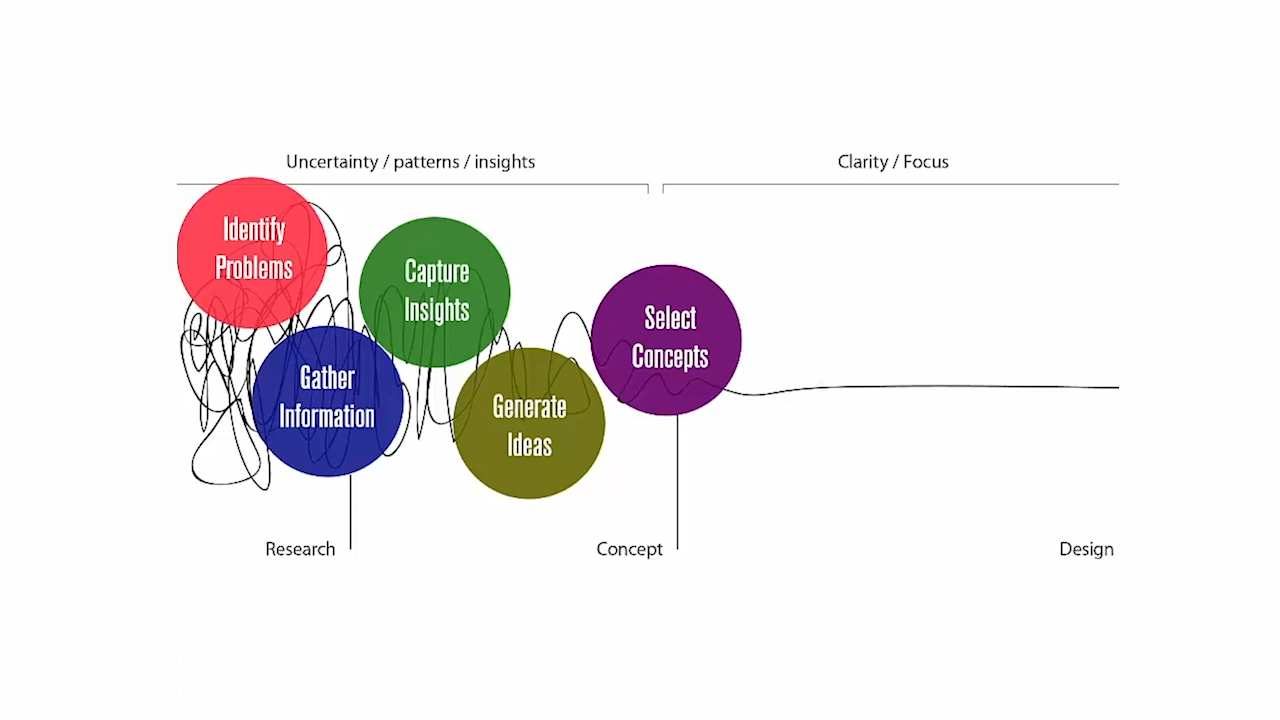 Uncertainty / patterns / insights
Clarity / Focus
Identify
Problems
Capture
Insights
Select
Concepts
Gather
Information
Generate
Ideas
Research
Concept
Design